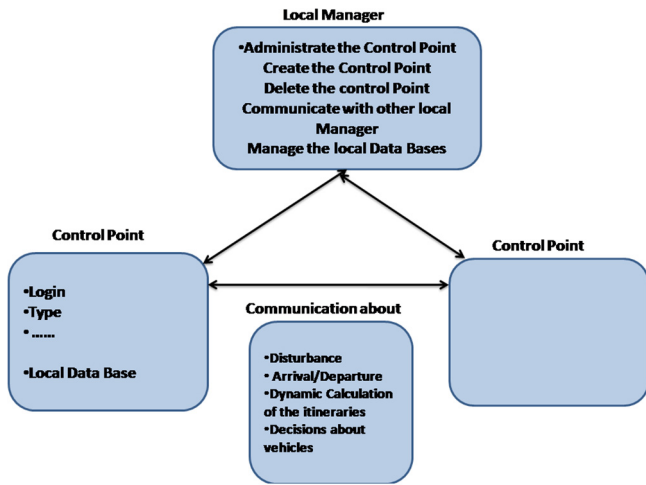 Local Manager
•Administrate the Control Point
Create the Control Point
Delete the control Point
Communicate with other local
Manager
Manage the local Data Bases
Control Point
•Login
•Type
• ......
•Local Data Base
Control Point
Communication about
•Disturbance
• Arrival/Departure
•Dynamic Calculation
of the itineraries
•Decisions about
vehicles